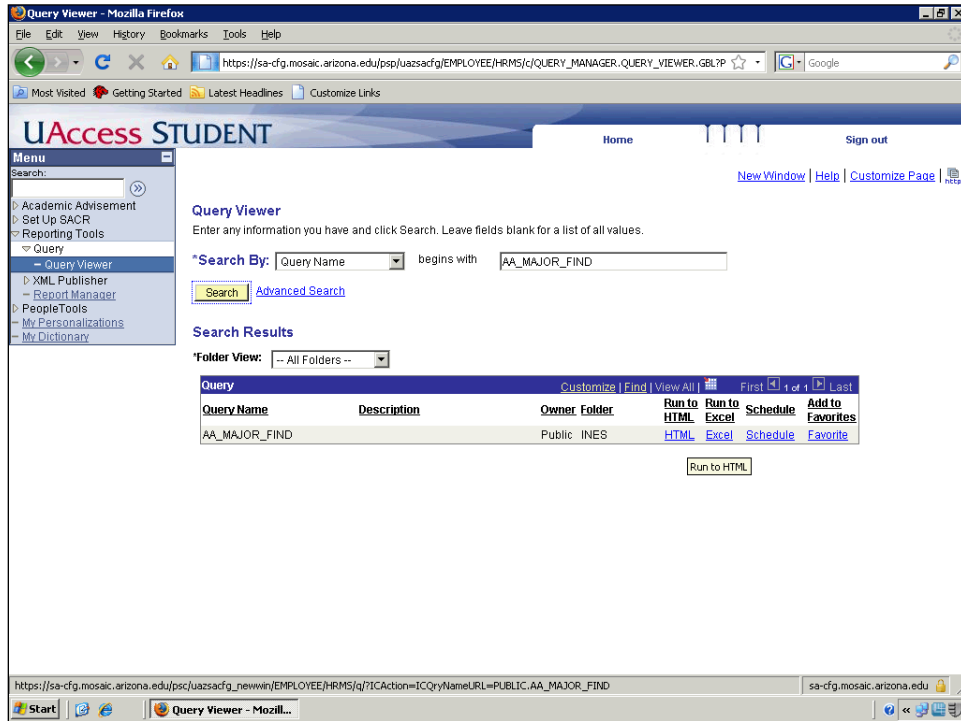 Query Viewer - Mozilla Firefox
File Edit View History Bookmarks Tools Help
https://sa-cfg.mosaic.arizona.edu/psp/uazsacfg/EMPLOYEE/HRMS/c/QUERY_MANAGER.QUERY_VIEWER.GBL?P G Google
Most Visited Getting Started Latest Headlines Customize Links
UACCESS STUDENT
Home Sign out
Menu
Search:
New Window | Help | Customize Page | http
Academic Advisement
Set Up SACR
Reporting Tools
Query
Query Viewer
XML Publisher
Report Manager
PeopleTools
My Personalizations
My Dictionary
Query Viewer
Enter any information you have and click Search. Leave fields blank for a list of all values.
*Search By: Query Name begins with AA_MAJOR_FIND
Search Advanced Search
Search Results
*Folder View: -- All Folders --
Query Customize | Find | View All | First 1 of 1 Last
Query Name Description Owner Folder Run to HTML Run to Excel Schedule Add to Favorites
AA_MAJOR_FIND Public INES HTML Excel Schedule Favorite
Run to HTML
https://sa-cfg.mosaic.arizona.edu/psc/uazsacfg_newwin/EMPLOYEE/HRMS/q/?ICAction=ICQryNameURL=PUBLIC.AA_MAJOR_FIND sa-cfg.mosaic.arizona.edu
Start Query Viewer - Mozill...